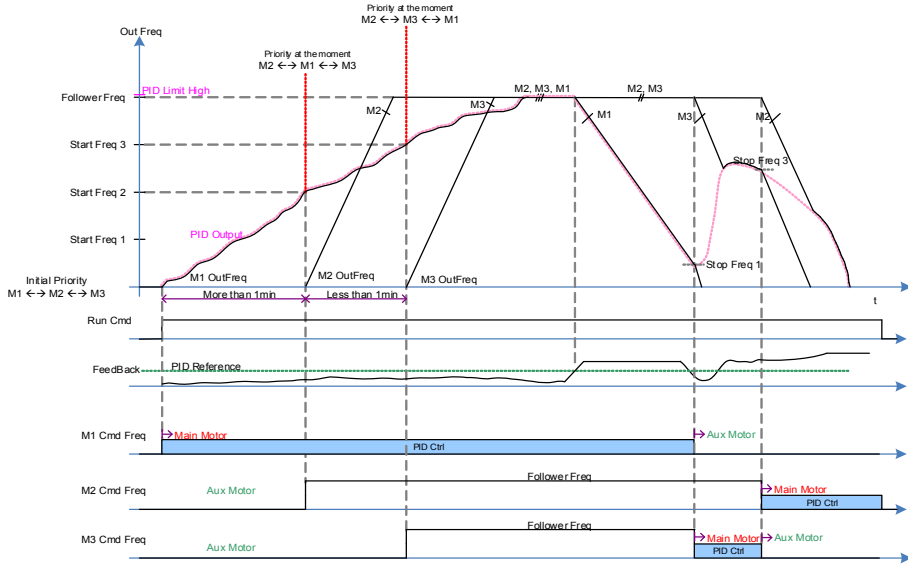 Priority at the moment
M2 ←→ M3 ←→ M1
Out Freq
Priority at the moment
M2 ←→ M1 ←→ M3
PID Limit High
Follower Freq
M2
M3
M2, M3, M1
M2, M3
M1
M3
M2
Start Freq 3
Stop Freq 3
Start Freq 2
PID Output
Start Freq 1
Stop Freq 1
M1 OutFreq
M2 OutFreq
M3 OutFreq
Initial Priority
M1 ←→ M2 ←→ M3
More than 1min
Less than 1min
t
Run Cmd
PID Reference
FeedBack
M1 Cmd Freq
Main Motor
PID Ctrl
Aux Motor
M2 Cmd Freq
Aux Motor
Follower Freq
Main Motor
PID Ctrl
M3 Cmd Freq
Aux Motor
Follower Freq
Main Motor
PID Ctrl
Aux Motor